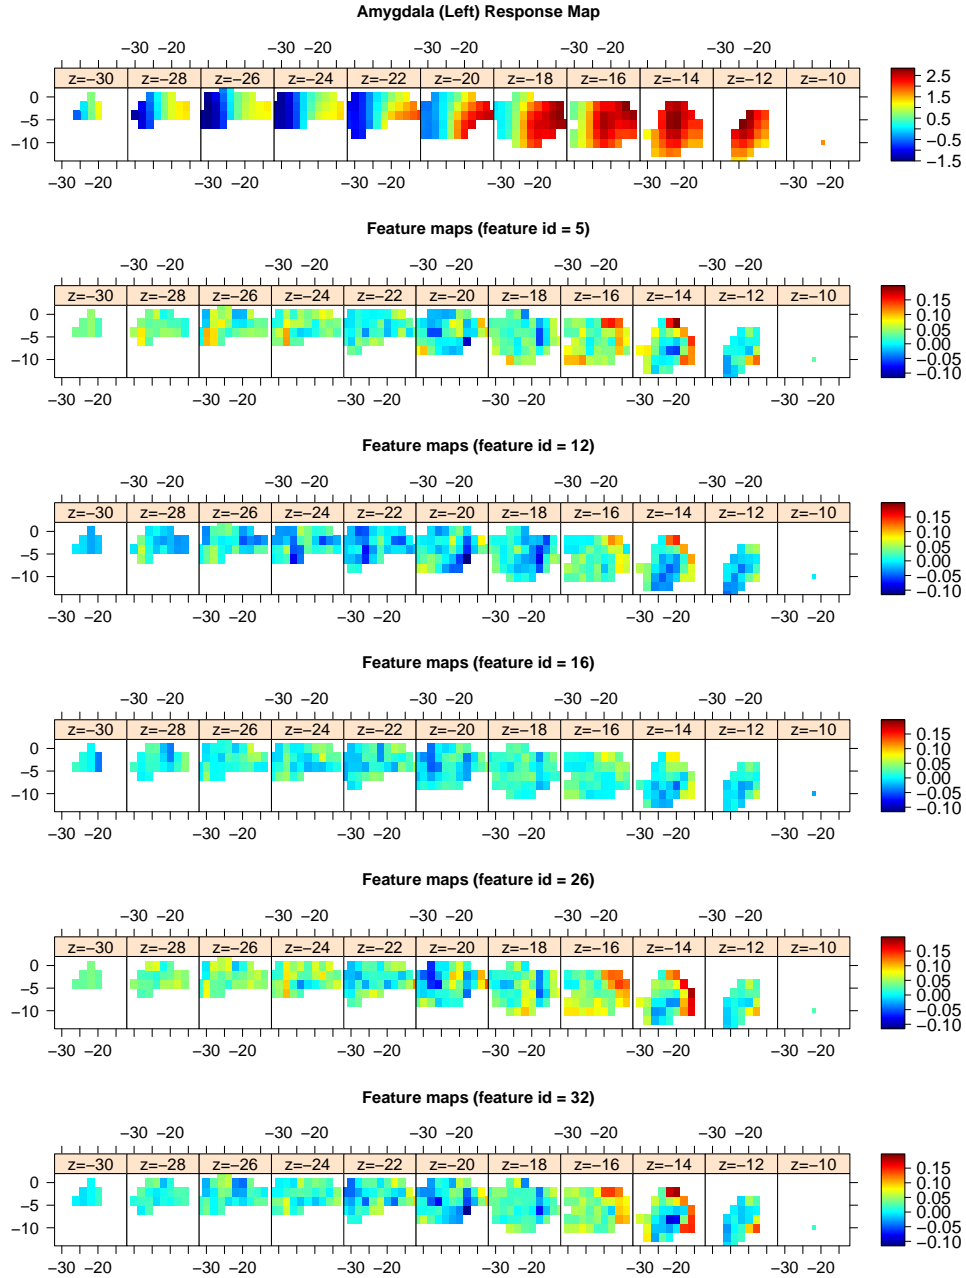 Amygdala (Left) Response Map
−30 −20 −30 −20 −30 −20 −30 −20 −30 −20
z=−30 z=−28 z=−26 z=−24 z=−22 z=−20 z=−18 z=−16 z=−14 z=−12 z=−10
0
−5
−10
2.5
1.5
0.5
−0.5
−1.5
−30 −20 −30 −20 −30 −20 −30 −20 −30 −20 −30 −20
Feature maps (feature id = 5)
−30 −20 −30 −20 −30 −20 −30 −20 −30 −20
z=−30 z=−28 z=−26 z=−24 z=−22 z=−20 z=−18 z=−16 z=−14 z=−12 z=−10
0
−5
−10
0.15
0.10
0.05
0.00
−0.05
−0.10
−30 −20 −30 −20 −30 −20 −30 −20 −30 −20 −30 −20
Feature maps (feature id = 12)
−30 −20 −30 −20 −30 −20 −30 −20 −30 −20
z=−30 z=−28 z=−26 z=−24 z=−22 z=−20 z=−18 z=−16 z=−14 z=−12 z=−10
0
−5
−10
0.15
0.10
0.05
0.00
−0.05
−0.10
−30 −20 −30 −20 −30 −20 −30 −20 −30 −20 −30 −20
Feature maps (feature id = 16)
−30 −20 −30 −20 −30 −20 −30 −20 −30 −20
z=−30 z=−28 z=−26 z=−24 z=−22 z=−20 z=−18 z=−16 z=−14 z=−12 z=−10
0
−5
−10
0.15
0.10
0.05
0.00
−0.05
−0.10
−30 −20 −30 −20 −30 −20 −30 −20 −30 −20 −30 −20
Feature maps (feature id = 26)
−30 −20 −30 −20 −30 −20 −30 −20 −30 −20
z=−30 z=−28 z=−26 z=−24 z=−22 z=−20 z=−18 z=−16 z=−14 z=−12 z=−10
0
−5
−10
0.15
0.10
0.05
0.00
−0.05
−0.10
−30 −20 −30 −20 −30 −20 −30 −20 −30 −20 −30 −20
Feature maps (feature id = 32)
−30 −20 −30 −20 −30 −20 −30 −20 −30 −20
z=−30 z=−28 z=−26 z=−24 z=−22 z=−20 z=−18 z=−16 z=−14 z=−12 z=−10
0
−5
−10
0.15
0.10
0.05
0.00
−0.05
−0.10
−30 −20 −30 −20 −30 −20 −30 −20 −30 −20 −30 −20